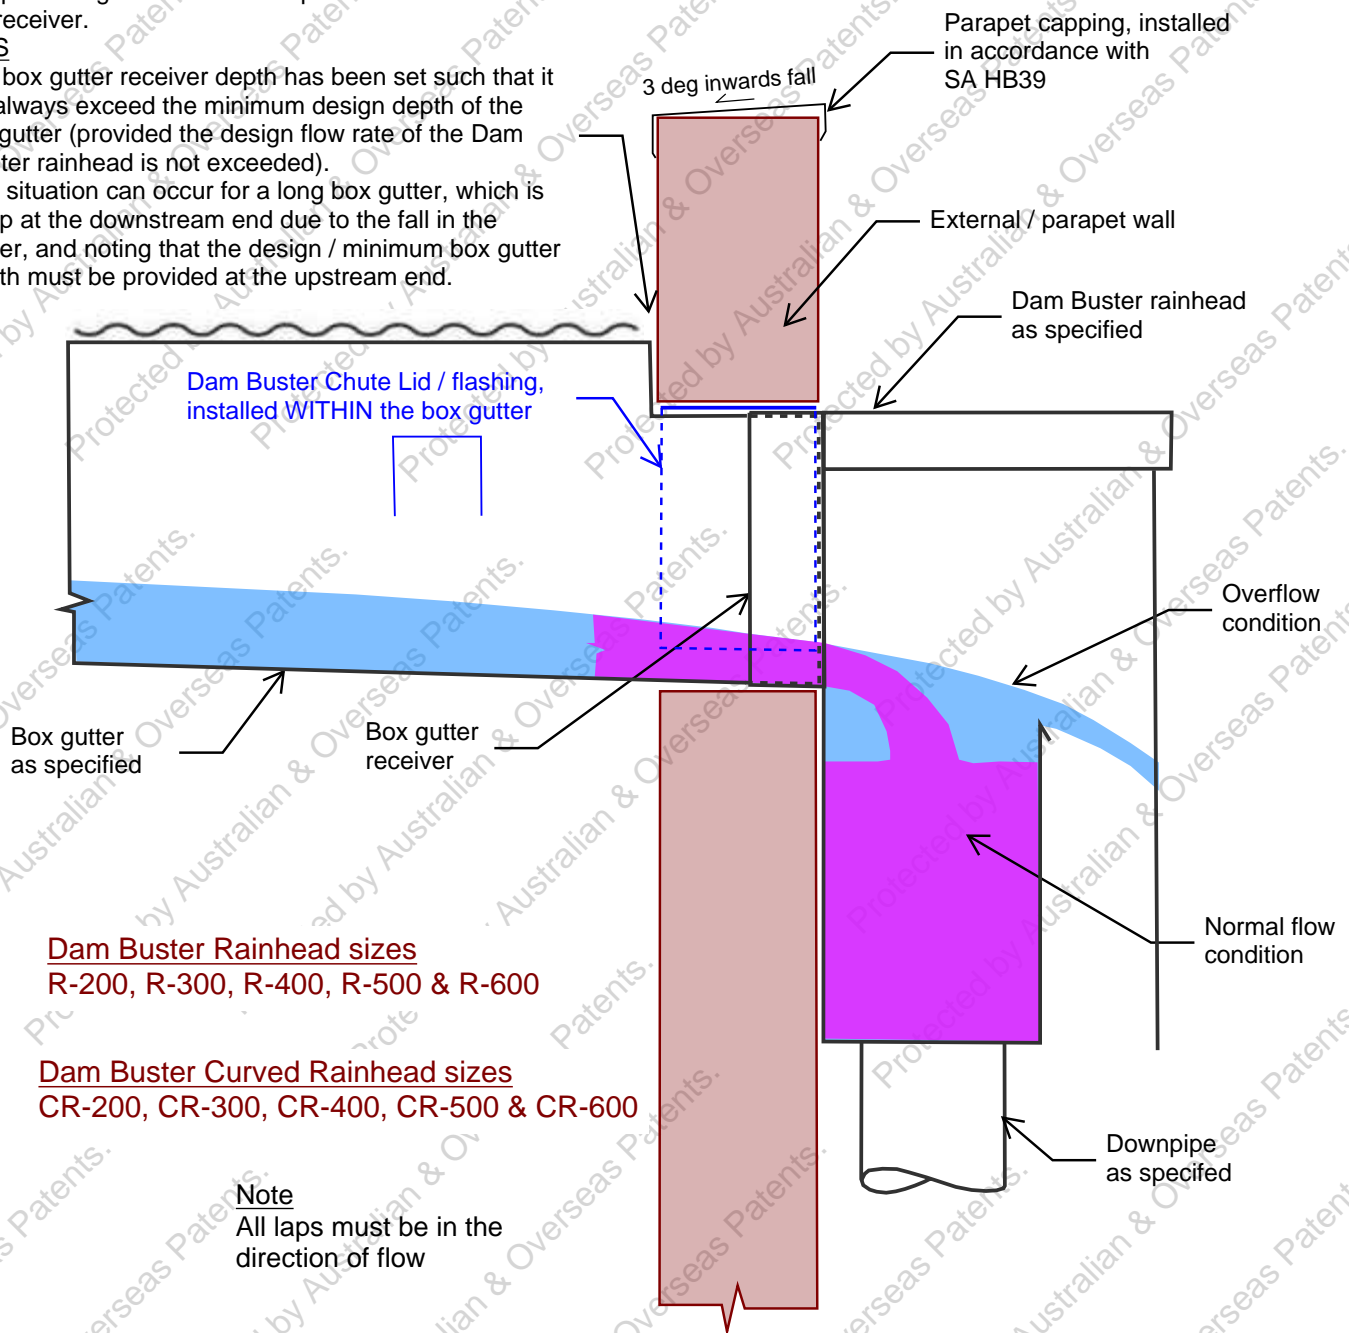 receiver.
S
box gutter receiver depth has been set such that it
always exceed the minimum design depth of the
gutter (provided the design flow rate of the Dam
ter rainhead is not exceeded).
situation can occur for a long box gutter, which is
p at the downstream end due to the fall in the
er, and noting that the design / minimum box gutter
th must be provided at the upstream end.
3 deg inwards fall
Parapet capping, installed
in accordance with
SA HB39
External / parapet wall
Dam Buster rainhead
as specified
Dam Buster Chute Lid / flashing,
installed WITHIN the box gutter
Overflow
condition
Box gutter
as specified
Box gutter
receiver
Normal flow
condition
Dam Buster Rainhead sizes
R-200, R-300, R-400, R-500 & R-600
Dam Buster Curved Rainhead sizes
CR-200, CR-300, CR-400, CR-500 & CR-600
Downpipe
as specifed
Note
All laps must be in the
direction of flow
Protected by Australian & Overseas Patents.